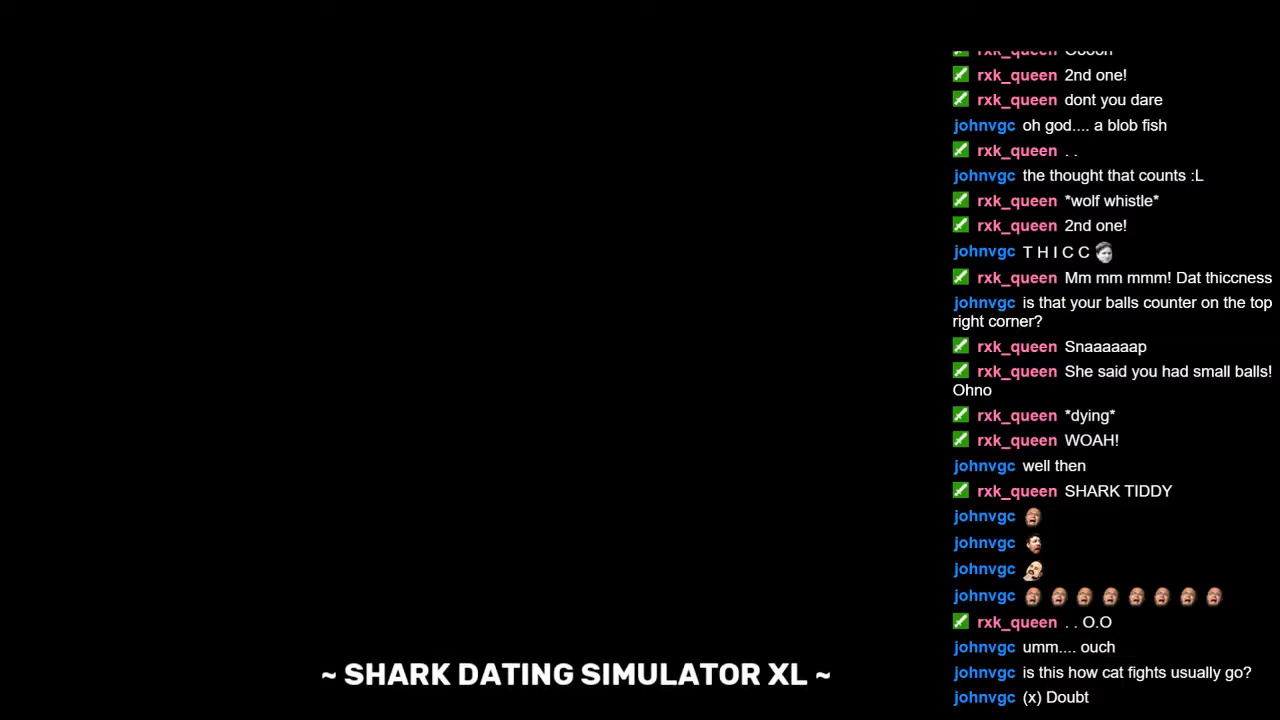 rxk_queen Ooooh
rxk_queen 2nd one!
rxk_queen dont you dare
johnvgc oh god.... a blob fish
rxk_queen . .
johnvgc the thought that counts :L
rxk_queen *wolf whistle*
rxk_queen 2nd one!
johnvgc T H I C C
rxk_queen Mm mm mmm! Dat thiccness
johnvgc is that your balls counter on the top
right corner?
rxk_queen Snaaaaaap
rxk_queen She said you had small balls!
Ohno
rxk_queen *dying*
rxk_queen WOAH!
johnvgc well then
rxk_queen SHARK TIDDY
johnvgc
johnvgc
johnvgc
johnvgc
rxk_queen . . O.O
johnvgc umm.... ouch
johnvgc is this how cat fights usually go?
johnvgc (x) Doubt
~ SHARK DATING SIMULATOR XL ~